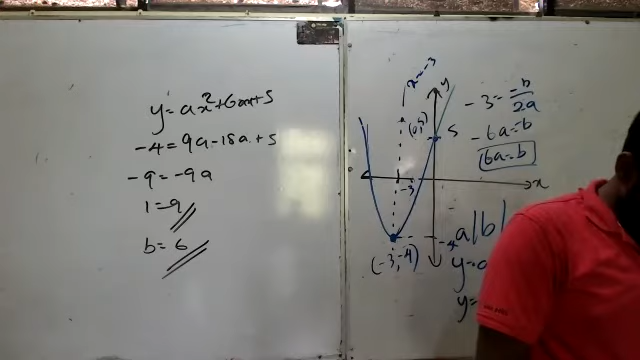 y=ax²+6ax+5
-4=9a-18a+5
-9=-9a
1=a
b=6
x=-3
y
(0,5)
5
-3
x
-4
(-3,-4)
-3=-b/2a
-6a=-b
6a=b
a|b|
y=a
y=